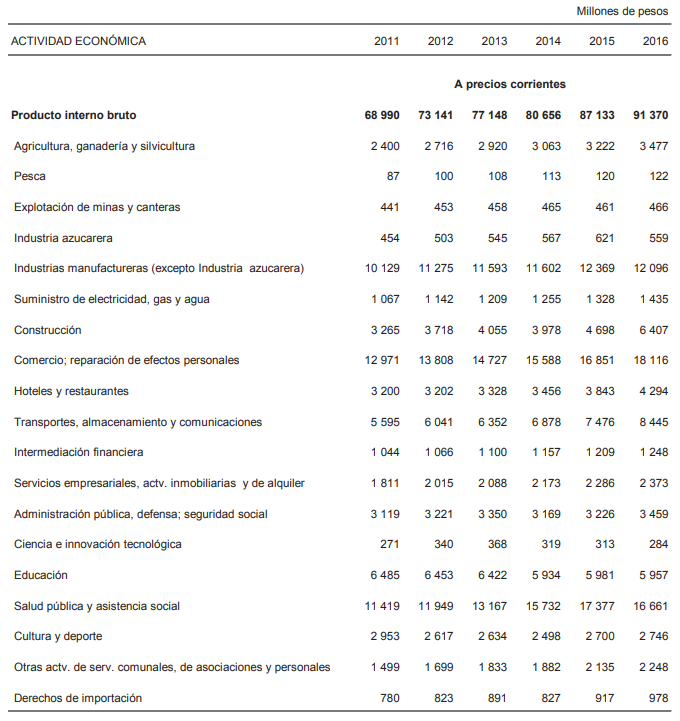 Millones de pesos
ACTIVIDAD ECONÓMICA 2011 2012 2013 2014 2015 2016
A precios corrientes
Producto interno bruto 68 990 73 141 77 148 80 656 87 133 91 370
Agricultura, ganadería y silvicultura 2 400 2 716 2 920 3 063 3 222 3 477
Pesca 87 100 108 113 120 122
Explotación de minas y canteras 441 453 458 465 461 466
Industria azucarera 454 503 545 567 621 559
Industrias manufactureras (excepto Industria azucarera) 10 129 11 275 11 593 11 602 12 369 12 096
Suministro de electricidad, gas y agua 1 067 1 142 1 209 1 255 1 328 1 435
Construcción 3 265 3 718 4 055 3 978 4 698 6 407
Comercio; reparación de efectos personales 12 971 13 808 14 727 15 588 16 851 18 116
Hoteles y restaurantes 3 200 3 202 3 328 3 456 3 843 4 294
Transportes, almacenamiento y comunicaciones 5 595 6 041 6 352 6 878 7 476 8 445
Intermediación financiera 1 044 1 066 1 100 1 157 1 209 1 248
Servicios empresariales, actv. inmobiliarias y de alquiler 1 811 2 015 2 088 2 173 2 286 2 373
Administración pública, defensa; seguridad social 3 119 3 221 3 350 3 169 3 226 3 459
Ciencia e innovación tecnológica 271 340 368 319 313 284
Educación 6 485 6 453 6 422 5 934 5 981 5 957
Salud pública y asistencia social 11 419 11 949 13 167 15 732 17 377 16 661
Cultura y deporte 2 953 2 617 2 634 2 498 2 700 2 746
Otras actv. de serv. comunales, de asociaciones y personales 1 499 1 699 1 833 1 882 2 135 2 248
Derechos de importación 780 823 891 827 917 978